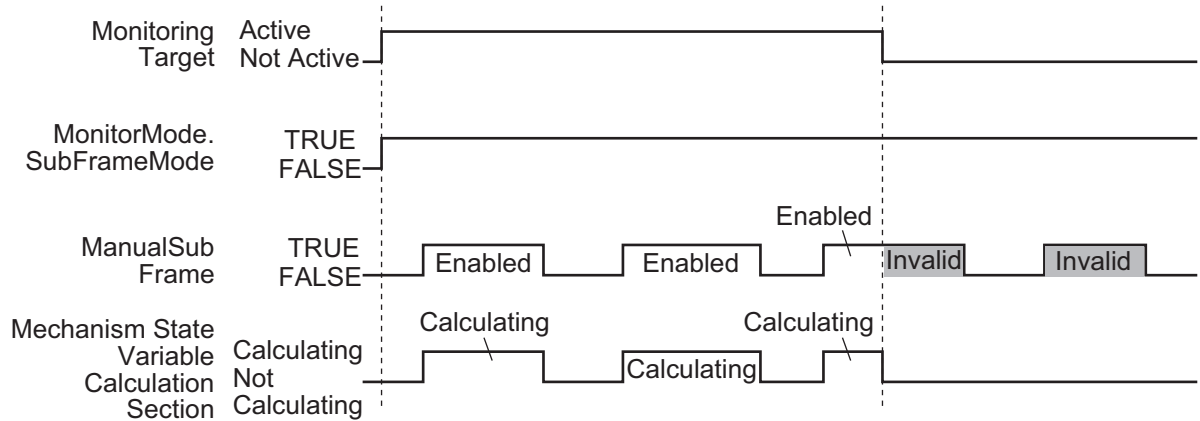 Monitoring Active
Target Not Active
MonitorMode. TRUE
SubFrameMode FALSE
Enabled
ManualSub TRUE
Frame FALSE
Enabled Enabled Invalid Invalid
Mechanism State Calculating Calculating
Variable Calculating
Calculation Not Calculating
Section Calculating